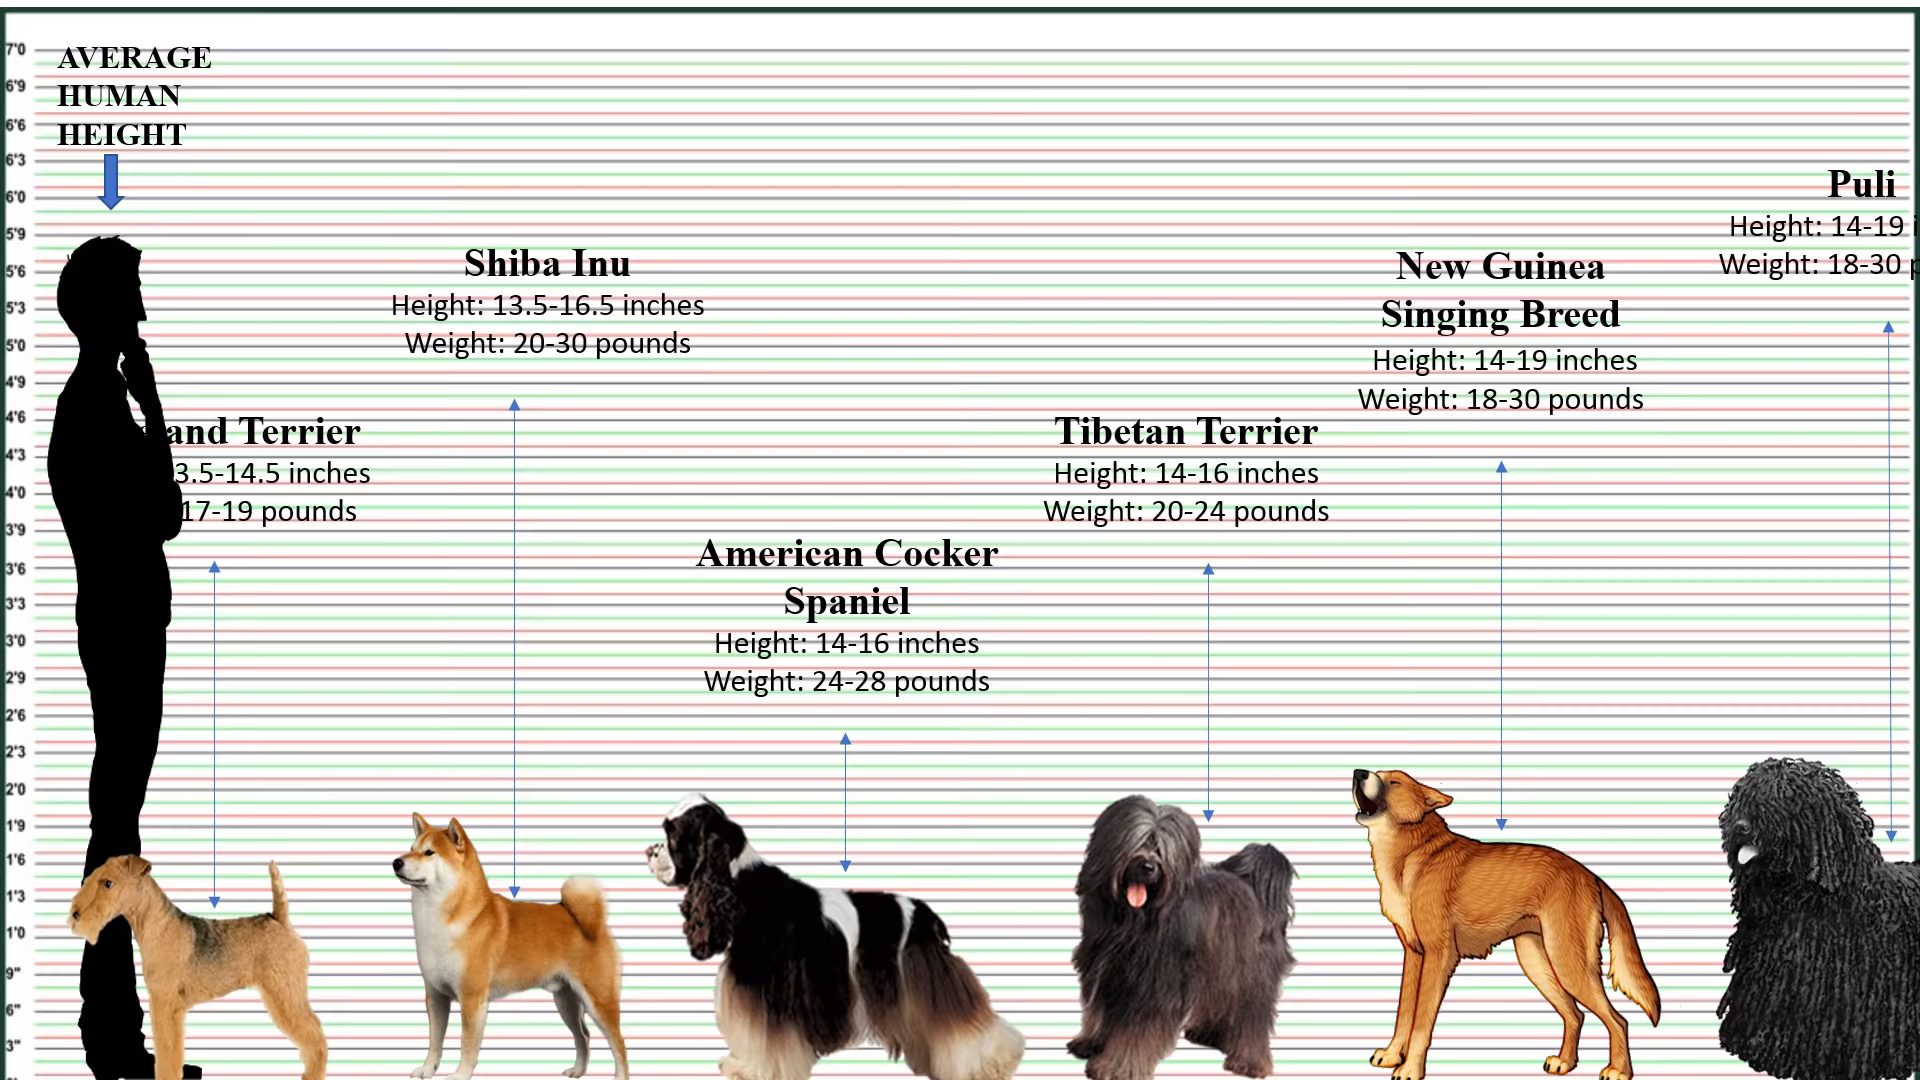 AVERAGE
HUMAN
HEIGHT
7'0
6'9
6'6
6'3
6'0
5'9
5'6
5'3
5'0
4'9
4'6
4'3
4'0
3'9
3'6
3'3
3'0
2'9
2'6
2'3
2'0
1'9
1'6
1'3
1'0
9"
6"
3"
and Terrier
3.5-14.5 inches
17-19 pounds
Shiba Inu
Height: 13.5-16.5 inches
Weight: 20-30 pounds
American Cocker
Spaniel
Height: 14-16 inches
Weight: 24-28 pounds
Tibetan Terrier
Height: 14-16 inches
Weight: 20-24 pounds
New Guinea
Singing Breed
Height: 14-19 inches
Weight: 18-30 pounds
Puli
Height: 14-19 i
Weight: 18-30 p